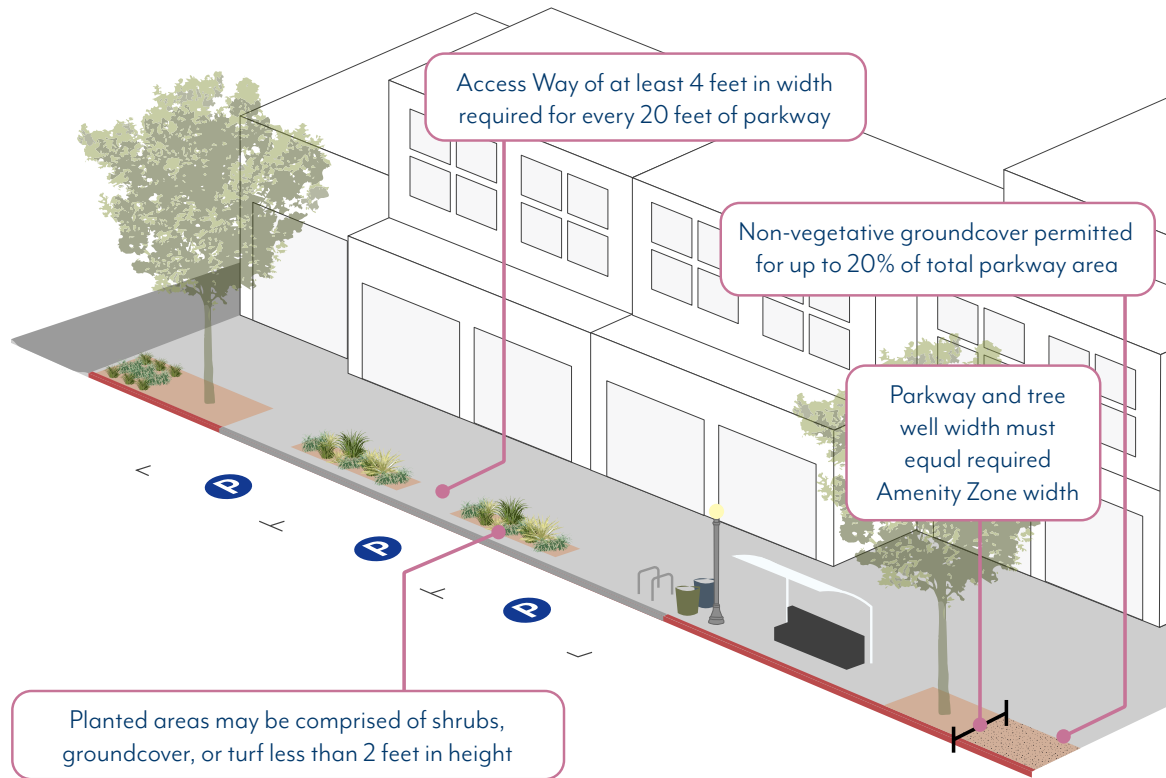 Access Way of at least 4 feet in width
required for every 20 feet of parkway
Non-vegetative groundcover permitted
for up to 20% of total parkway area
Parkway and tree
well width must
equal required
Amenity Zone width
P
P
P
Planted areas may be comprised of shrubs,
groundcover, or turf less than 2 feet in height